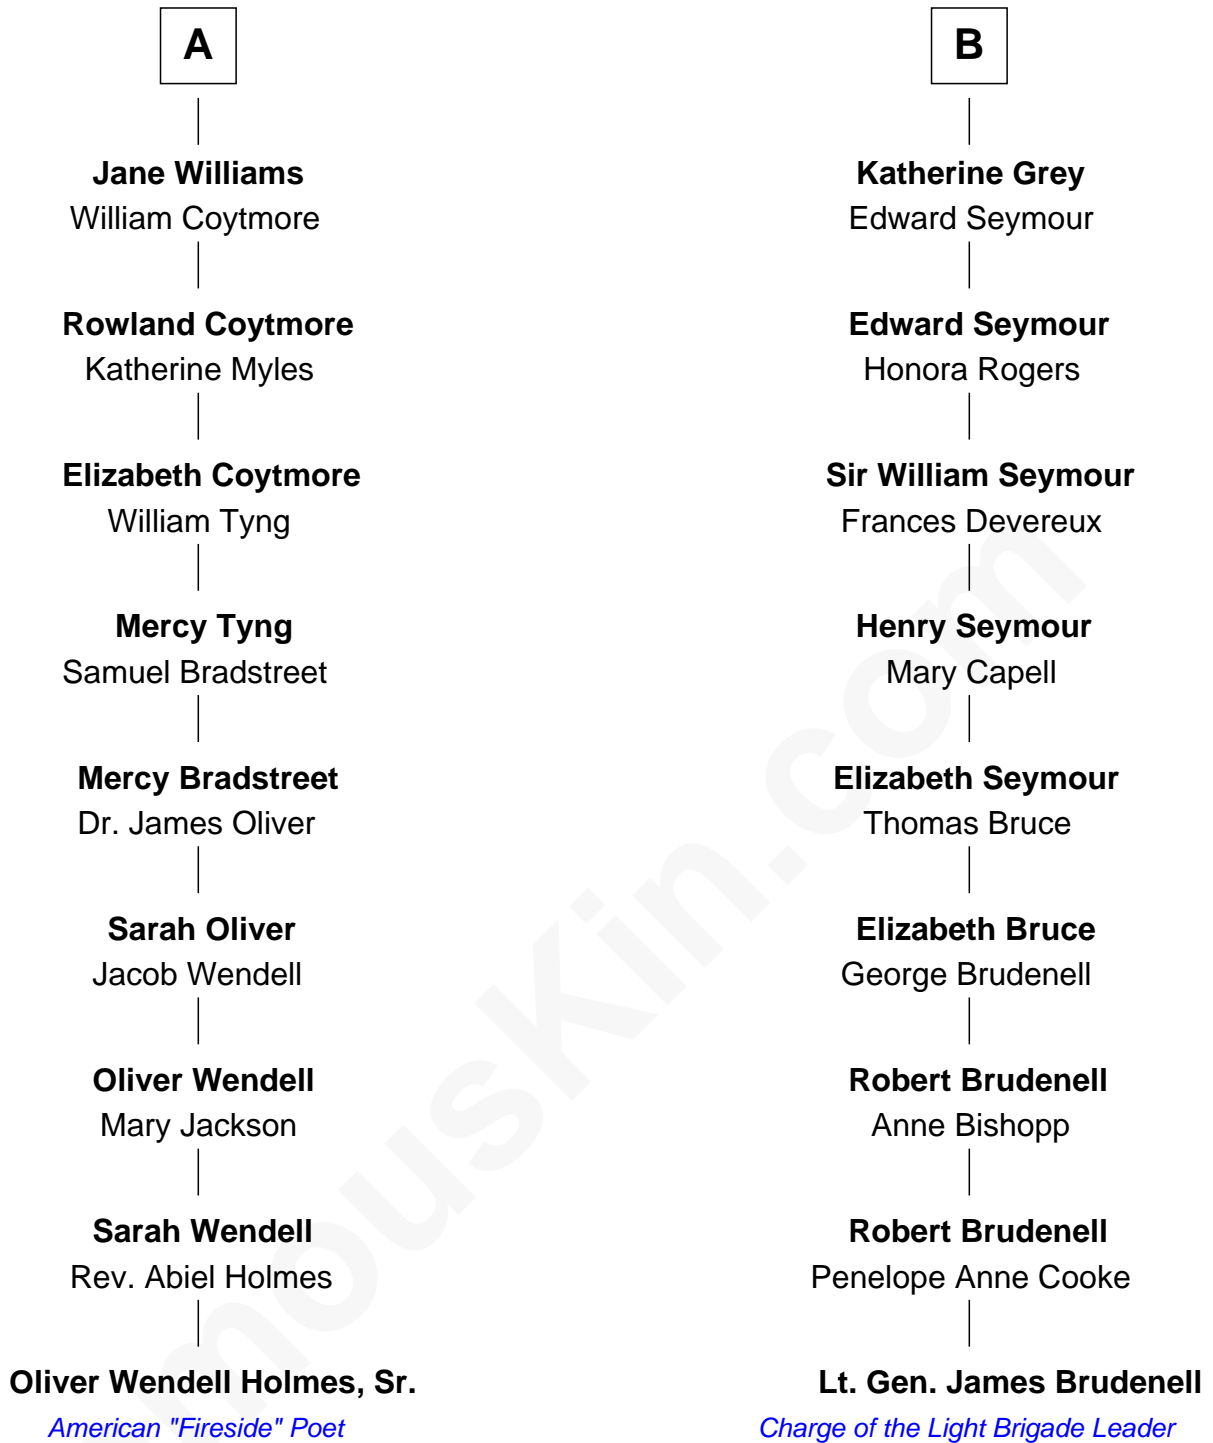 A
Jane Williams
William Coytmore
Rowland Coytmore
Katherine Myles
Elizabeth Coytmore
William Tyng
Mercy Tyng
Samuel Bradstreet
Mercy Bradstreet
Dr. James Oliver
Sarah Oliver
Jacob Wendell
Oliver Wendell
Mary Jackson
Sarah Wendell
Rev. Abiel Holmes
Oliver Wendell Holmes, Sr.
American "Fireside" Poet
B
Katherine Grey
Edward Seymour
Edward Seymour
Honora Rogers
Sir William Seymour
Frances Devereux
Henry Seymour
Mary Capell
Elizabeth Seymour
Thomas Bruce
Elizabeth Bruce
George Brudenell
Robert Brudenell
Anne Bishopp
Robert Brudenell
Penelope Anne Cooke
Lt. Gen. James Brudenell
Charge of the Light Brigade Leader
mouskin.com